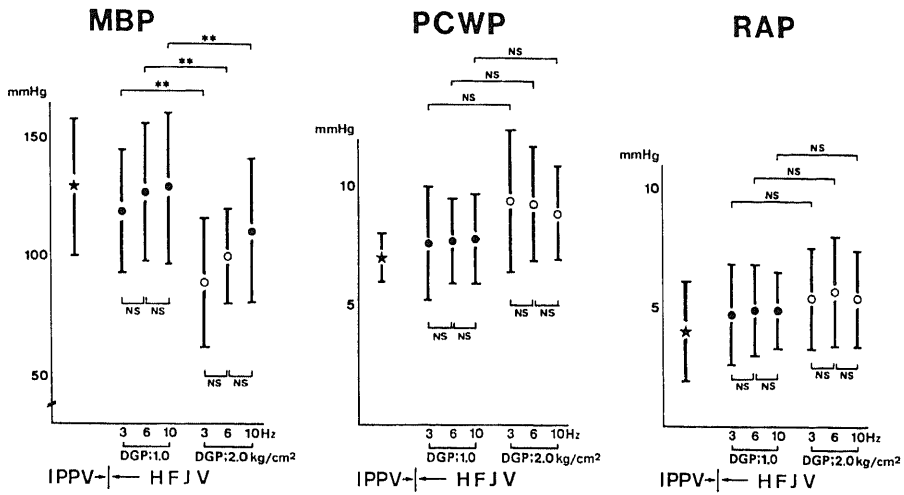 MBP
** 
**
**
mmHg
150
100
50
NS NS
NS NS
3 6 10 3 6 10Hz
DGP;1.0 DGP;2.0 kg/cm²
IPPV→ ← HFJV
PCWP
NS
NS
NS
mmHg
10
5
NS NS
NS NS
3 6 10 3 6 10Hz
DGP;1.0 DGP;2.0 kg/cm²
IPPV→ ← HFJV
RAP
NS
NS
NS
mmHg
10
5
NS NS
NS NS
3 6 10 3 6 10Hz
DGP;1.0 DGP;2.0 kg/cm²
IPPV→ ← HFJV